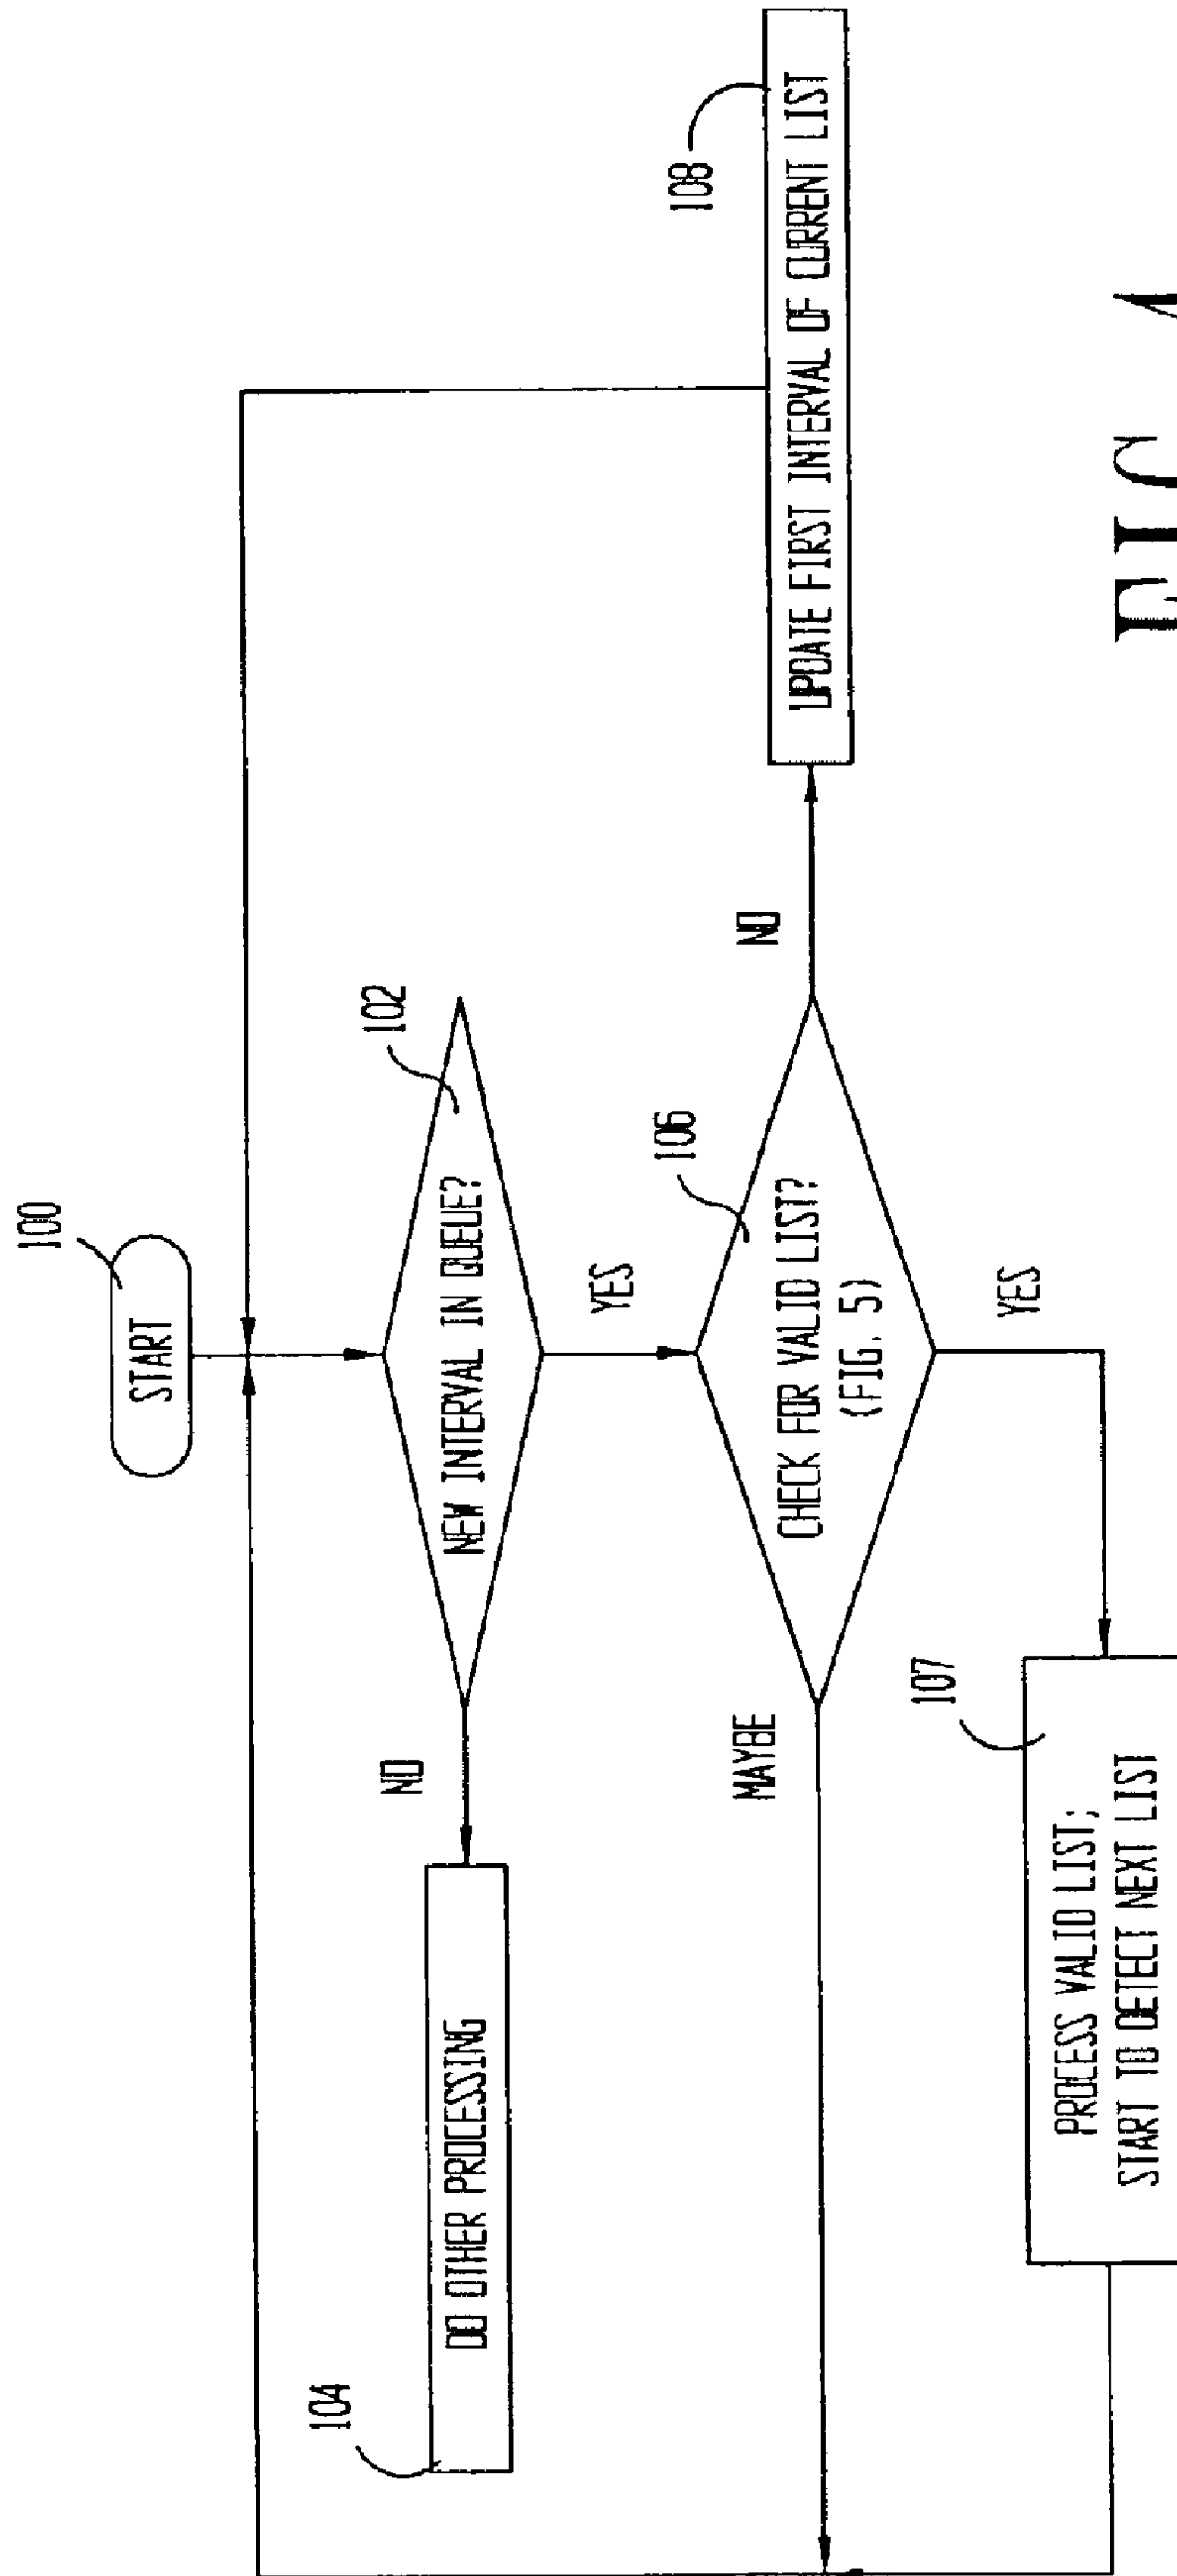 100
START
102
NEW INTERVAL IN QUEUE?
NO
YES
104
DO OTHER PROCESSING
106
CHECK FOR VALID LIST?
(FIG. 5)
MAYBE
NO
YES
108
UPDATE FIRST INTERVAL OF CURRENT LIST
107
PROCESS VALID LIST;
START TO DETECT NEXT LIST